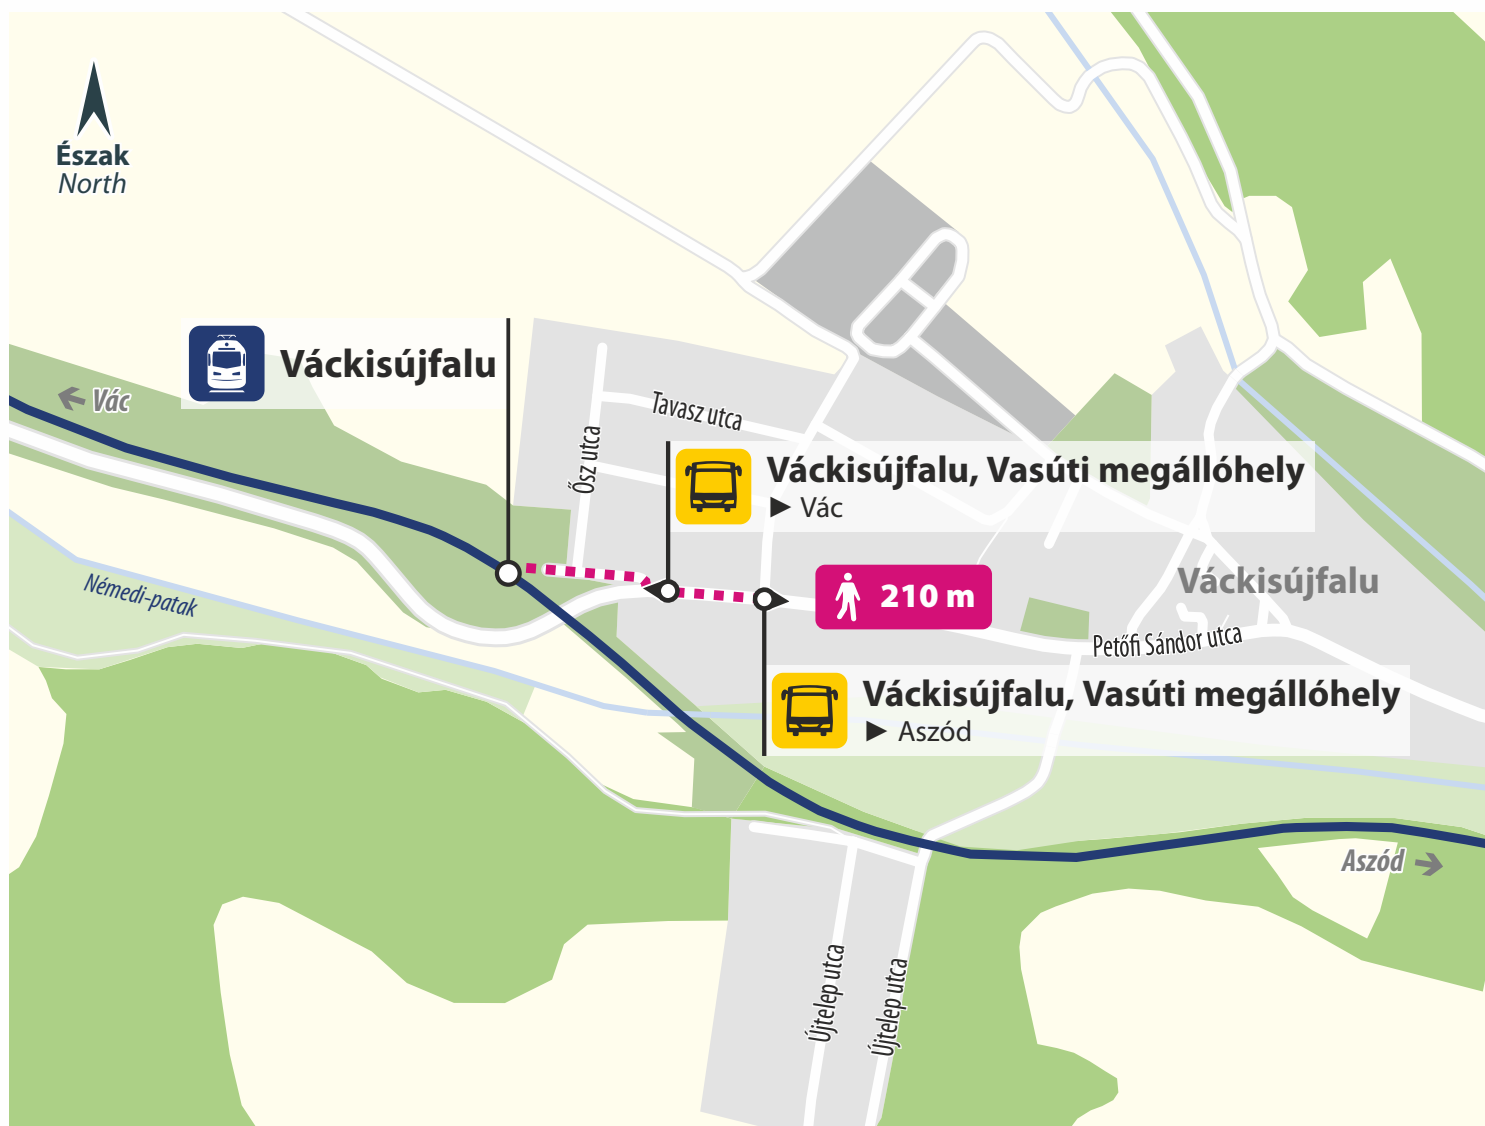 Észak
North
Váckisújfalu
Vác
Tavasz utca
Ősz utca
Váckisújfalu, Vasúti megállóhely
► Vác
Némedi-patak
210 m
Váckisújfalu
Petőfi Sándor utca
Váckisújfalu, Vasúti megállóhely
► Aszód
Aszód
Újtelep utca
Újtelep utca